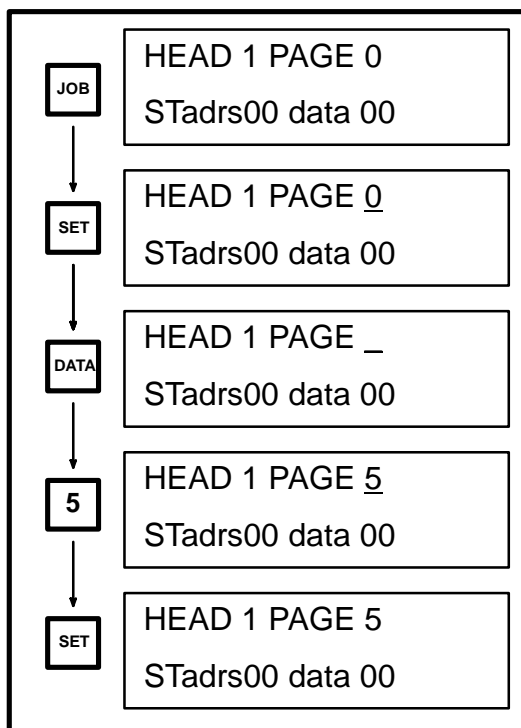 JOB
HEAD 1 PAGE 0
STadrs00 data 00
SET
HEAD 1 PAGE 0
STadrs00 data 00
DATA
HEAD 1 PAGE _
STadrs00 data 00
5
HEAD 1 PAGE 5
STadrs00 data 00
SET
HEAD 1 PAGE 5
STadrs00 data 00